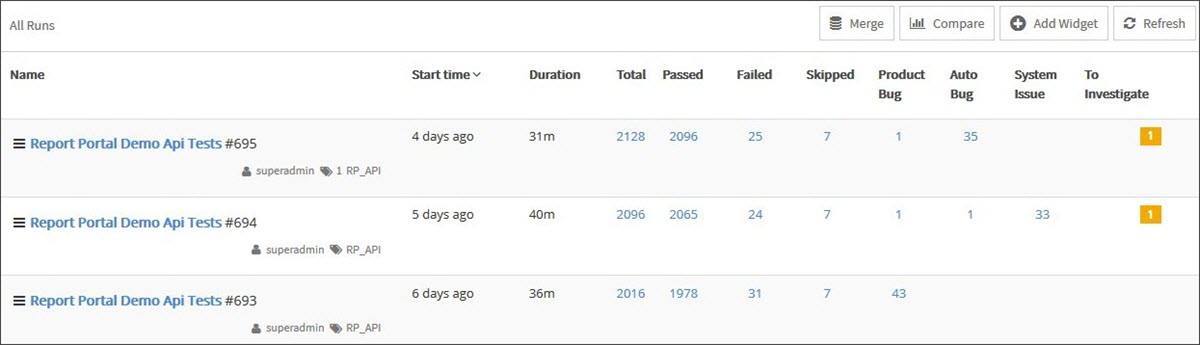 All Runs Merge Compare Add Widget Refresh
Name Start time Duration Total Passed Failed Skipped Product Bug Auto Bug System Issue To Investigate
Report Portal Demo Api Tests #695 4 days ago 31m 2128 2096 25 7 1 35 1
superadmin 1 RP_API
Report Portal Demo Api Tests #694 5 days ago 40m 2096 2065 24 7 1 1 33 1
superadmin RP_API
Report Portal Demo Api Tests #693 6 days ago 36m 2016 1978 31 7 43
superadmin RP_API